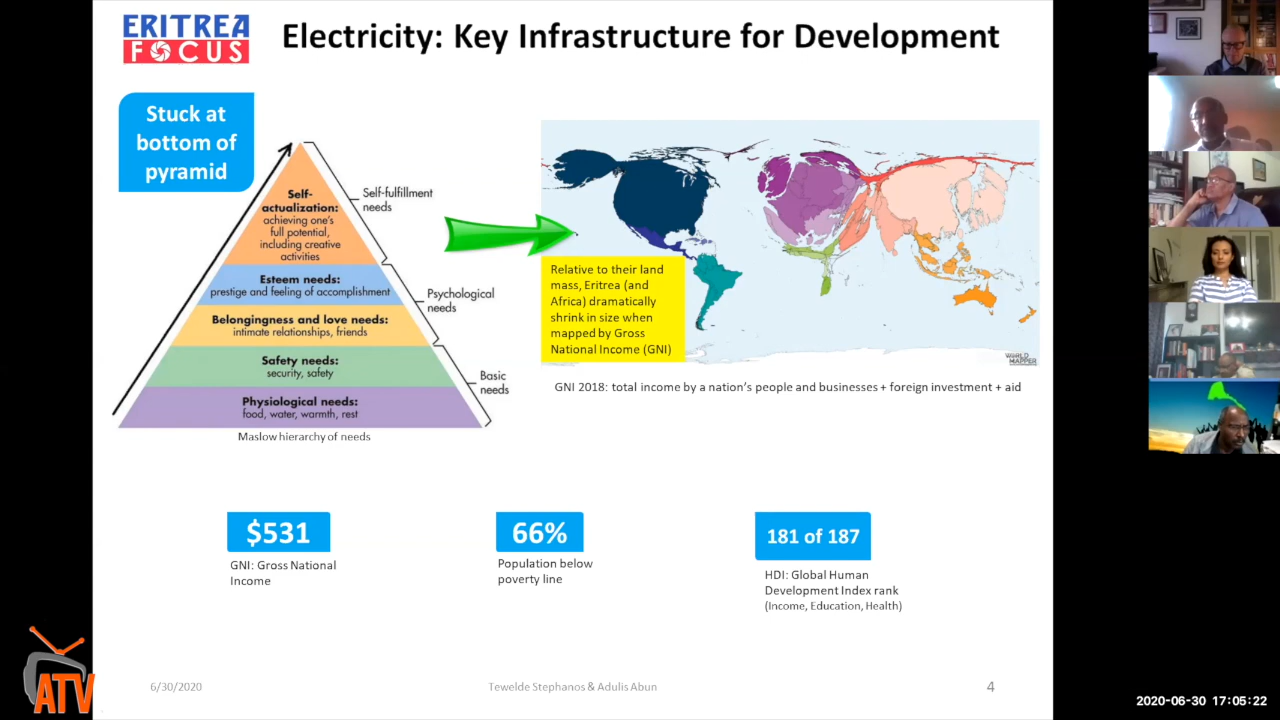 ERITREA
FOCUS
Electricity: Key Infrastructure for Development
Stuck at
bottom of
pyramid
Self-
actualization:
achieving one's
full potential,
including creative
activities
Self-fulfillment
needs
Esteem needs:
prestige and feeling of accomplishment
Psychological
needs
Belongingness and love needs:
intimate relationships, friends
Safety needs:
security, safety
Basic
needs
Physiological needs:
food, water, warmth, rest
Maslow hierarchy of needs
Relative to their land
mass, Eritrea (and
Africa) dramatically
shrink in size when
mapped by Gross
National Income (GNI)
WORLD
MAPPER
GNI 2018: total income by a nation's people and businesses + foreign investment + aid
$531
GNI: Gross National
Income
66%
Population below
poverty line
181 of 187
HDI: Global Human
Development Index rank
(Income, Education, Health)
ATV
6/30/2020
Tewelde Stephanos & Adulis Abun
4
2020-06-30 17:05:22